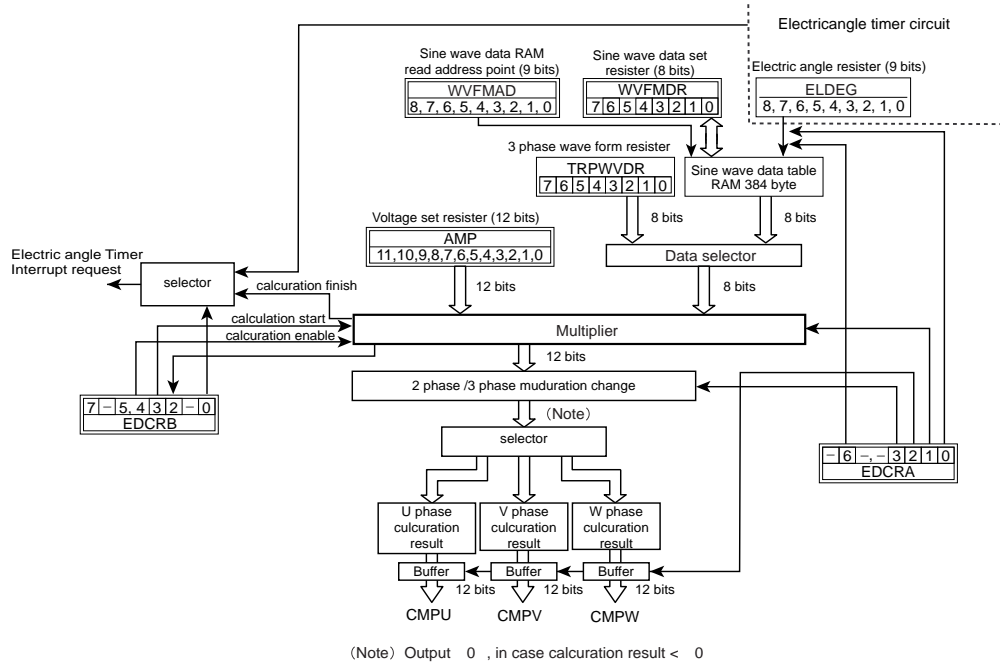 Electricangle timer circuit
Sine wave data RAM
read address point (9 bits)
WVFMAD
8, 7, 6, 5, 4, 3, 2, 1, 0
Sine wave data set
resister (8 bits)
WVFMDR
7 6 5 4 3 2 1 0
Electric angle resister (9 bits)
ELDEG
8, 7, 6, 5, 4, 3, 2, 1, 0
3 phase wave form resister
TRPWVDR
7 6 5 4 3 2 1 0
Sine wave data table
RAM 384 byte
8 bits
8 bits
Voltage set resister (12 bits)
AMP
11,10,9,8,7,6,5,4,3,2,1,0
Data selector
Electric angle Timer
Interrupt request
selector
calcuration finish
12 bits
8 bits
calculation start
calcuration enable
Multiplier
12 bits
2 phase /3 phase muduration change
7 − 5, 4 3 2 − 0
EDCRB
（Note）
selector
− 6 −, − 3 2 1 0
EDCRA
U phase
culcuration
result
V phase
culcuration
result
W phase
culcuration
result
Buffer
Buffer
Buffer
12 bits
12 bits
12 bits
CMPU
CMPV
CMPW
（Note）Output 0 , in case calcuration result < 0